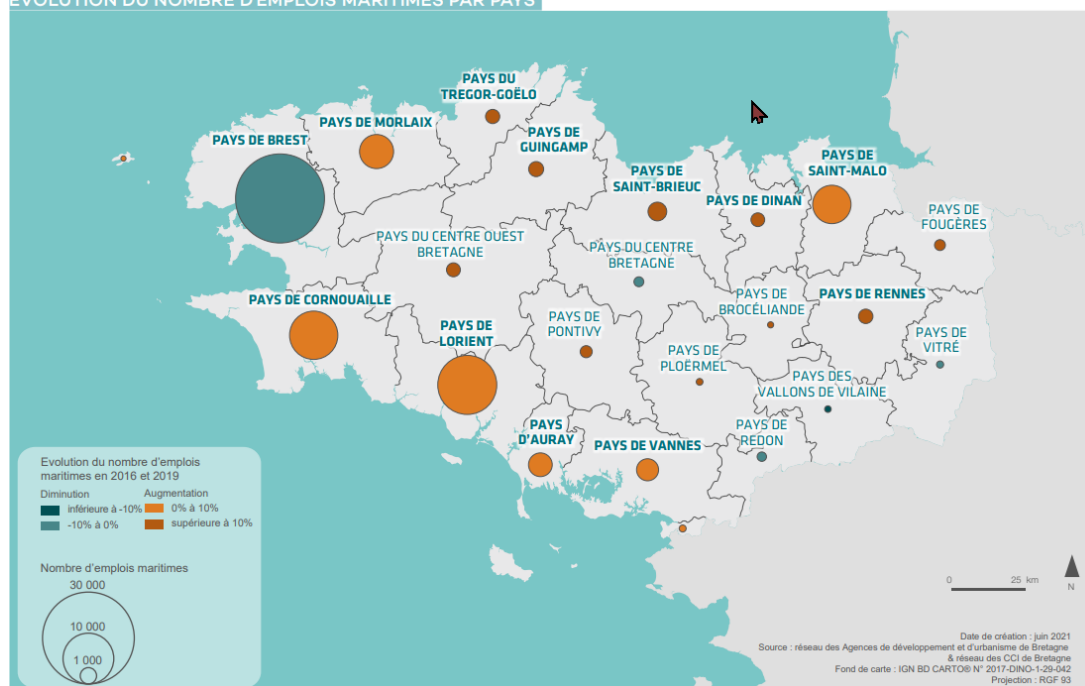 EVOLUTION DU NOMBRE D'EMPLOIS MARITIMES PAR PAYS
PAYS DU
TREGOR-GOËLO
PAYS DE MORLAIX
PAYS DE BREST
PAYS DE
GUINGAMP
PAYS DE
SAINT-BRIEUC
PAYS DE DINAN
PAYS DE
SAINT-MALO
PAYS DE
FOUGÈRES
PAYS DU CENTRE OUEST
BRETAGNE
PAYS DU CENTRE
BRETAGNE
PAYS DE CORNOUAILLE
PAYS DE
LORIENT
PAYS DE
PONTIVY
PAYS DE
BROCÉLIANDE
PAYS DE RENNES
PAYS DE
VITRÉ
PAYS DE
PLOËRMEL
PAYS DES
VALLONS DE VILAINE
PAYS
D'AURAY
PAYS DE VANNES
PAYS DE
REDON
Evolution du nombre d'emplois
maritimes en 2016 et 2019
Diminution
inférieure à -10%
-10% à 0%
Augmentation
0% à 10%
supérieure à 10%
Nombre d'emplois maritimes
30 000
10 000
1 000
0 25 km
N
Date de création : juin 2021
Source : réseau des Agences de développement et d'urbanisme de Bretagne
& réseau des CCI de Bretagne
Fond de carte : IGN BD CARTO® N° 2017-DINO-1-29-042
Projection : RGF 93